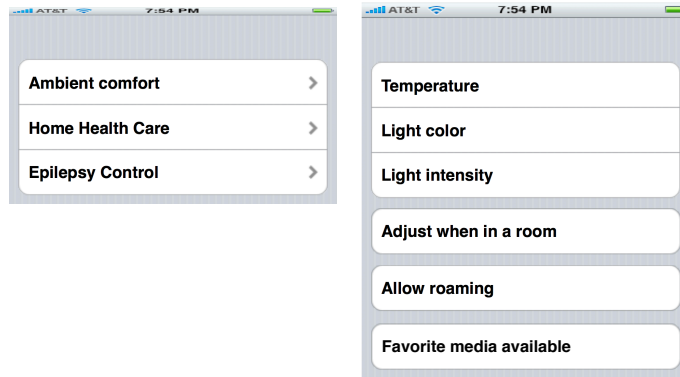 AT&T 7:54 PM
Ambient comfort
Home Health Care
Epilepsy Control
AT&T 7:54 PM
Temperature
Light color
Light intensity
Adjust when in a room
Allow roaming
Favorite media available